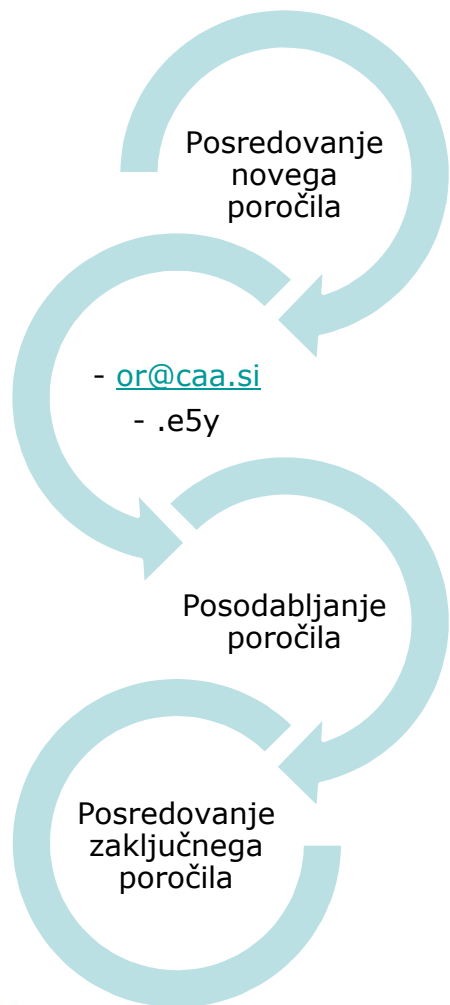 Posredovanje
novega
poročila
- or@caa.si
- .e5y
Posodabljanje
poročila
Posredovanje
zaključnega
poročila